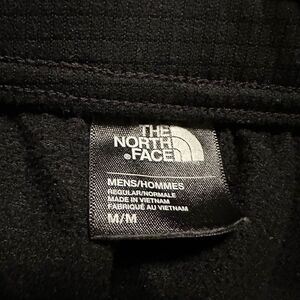 THE
NORTH
FACE
MENS/HOMMES
REGULAR/NORMALE
MADE IN VIETNAM
FABRIQUÉ AU VIETNAM
M/M